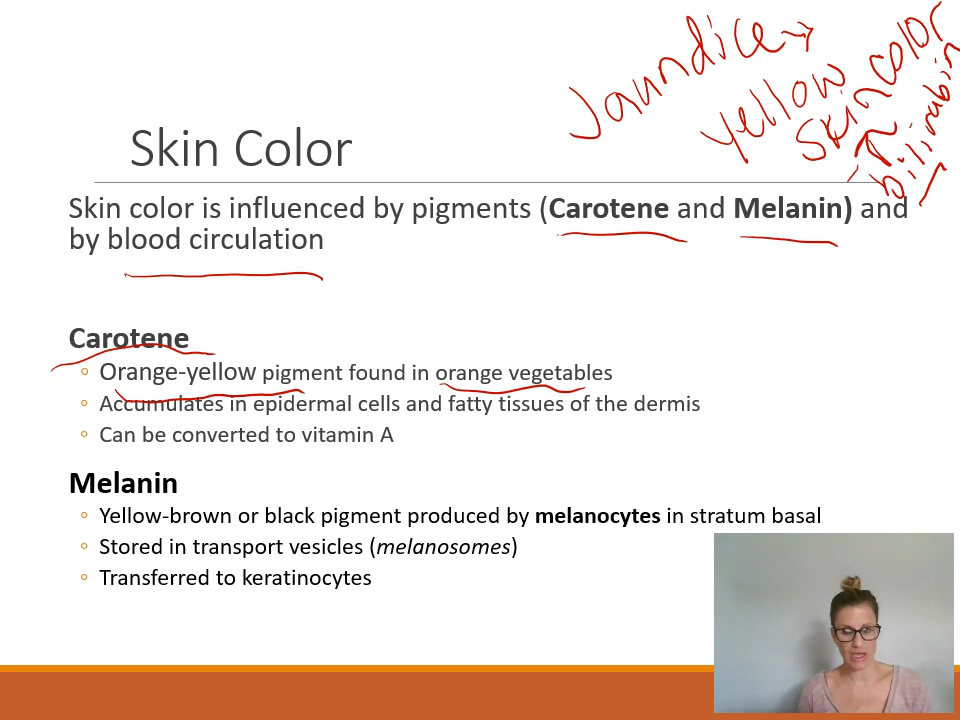 Jaundice →
yellow
skin color
↑ bilirubin
Skin Color
Skin color is influenced by pigments (Carotene and Melanin) and
by blood circulation
Carotene
◦ Orange-yellow pigment found in orange vegetables
◦ Accumulates in epidermal cells and fatty tissues of the dermis
◦ Can be converted to vitamin A
Melanin
◦ Yellow-brown or black pigment produced by melanocytes in stratum basal
◦ Stored in transport vesicles (melanosomes)
◦ Transferred to keratinocytes